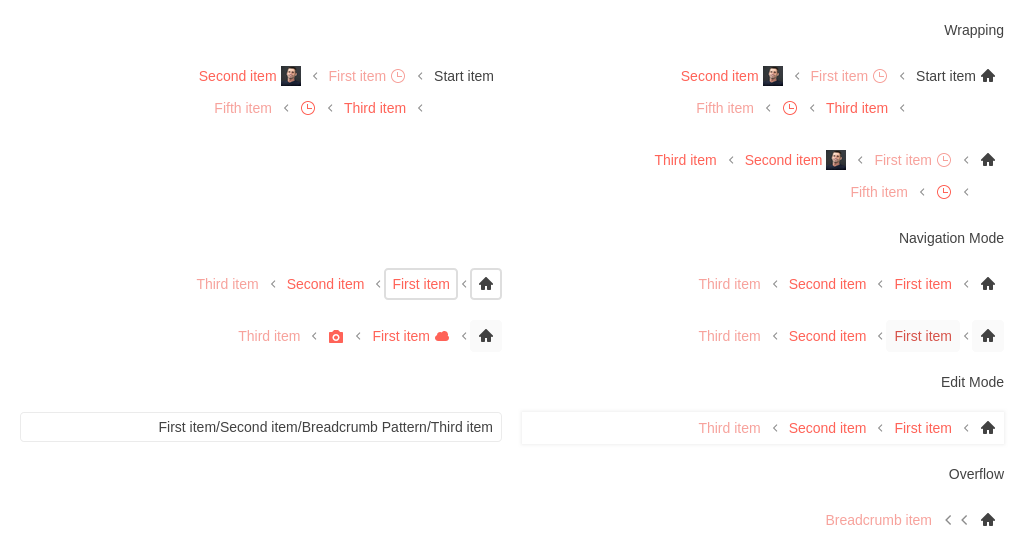 Wrapping
Second item First item Start item
Fifth item Third item
Second item First item Start item
Fifth item Third item
Third item Second item First item
Fifth item
Navigation Mode
Third item Second item First item
Third item Second item First item
Third item First item
Third item Second item First item
Edit Mode
First item/Second item/Breadcrumb Pattern/Third item
Third item Second item First item
Overflow
Breadcrumb item